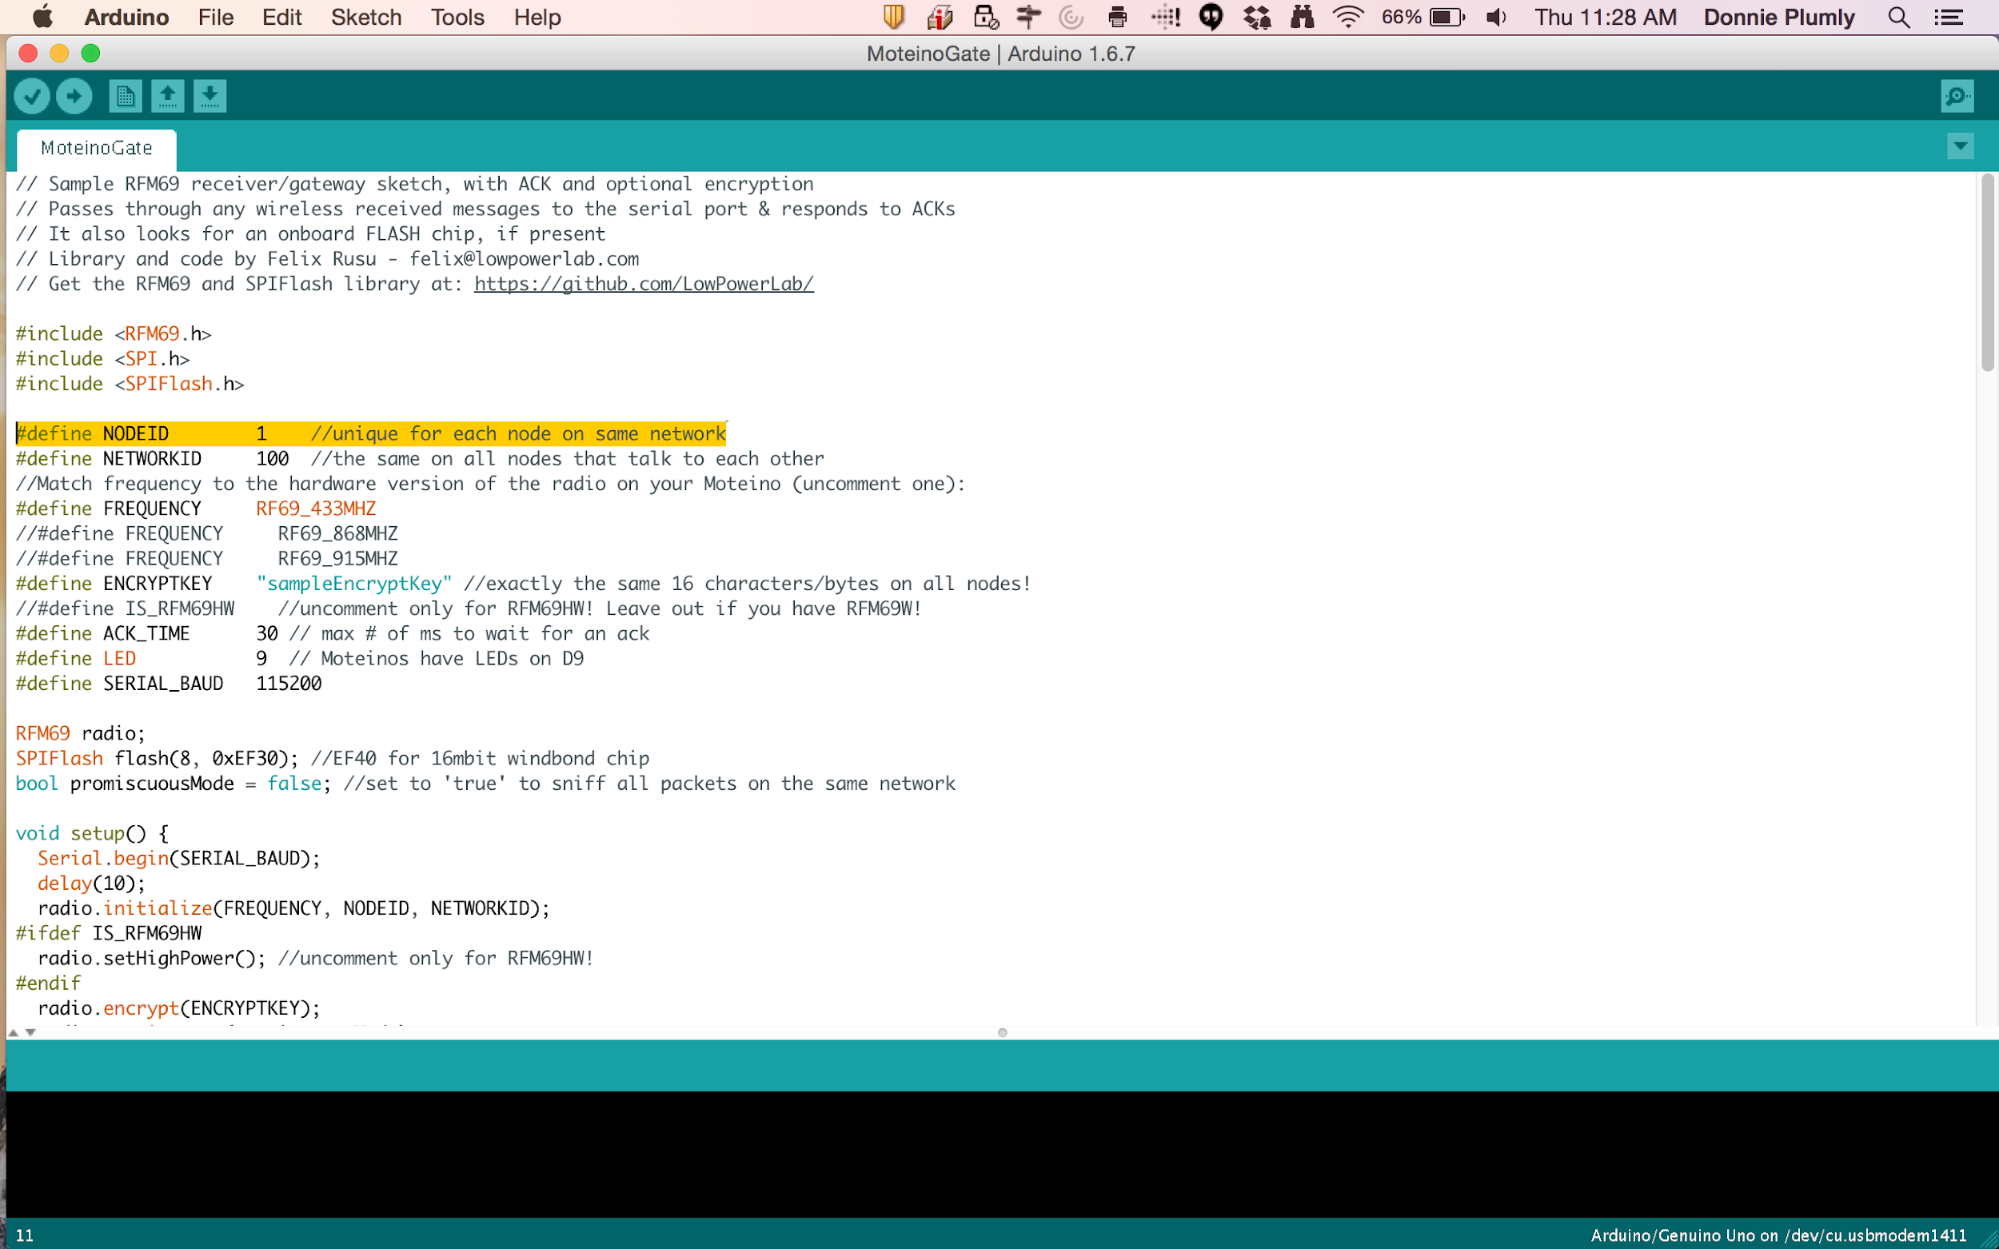 Arduino File Edit Sketch Tools Help 66% Thu 11:28 AM Donnie Plumly
MoteinoGate | Arduino 1.6.7
MoteinoGate
// Sample RFM69 receiver/gateway sketch, with ACK and optional encryption
// Passes through any wireless received messages to the serial port & responds to ACKs
// It also looks for an onboard FLASH chip, if present
// Library and code by Felix Rusu - felix@lowpowerlab.com
// Get the RFM69 and SPIFlash library at: https://github.com/LowPowerLab/
#include <RFM69.h>
#include <SPI.h>
#include <SPIFlash.h>
#define NODEID 1 //unique for each node on same network
#define NETWORKID 100 //the same on all nodes that talk to each other
//Match frequency to the hardware version of the radio on your Moteino (uncomment one):
#define FREQUENCY RF69_433MHZ
//#define FREQUENCY RF69_868MHZ
//#define FREQUENCY RF69_915MHZ
#define ENCRYPTKEY "sampleEncryptKey" //exactly the same 16 characters/bytes on all nodes!
//#define IS_RFM69HW //uncomment only for RFM69HW! Leave out if you have RFM69W!
#define ACK_TIME 30 // max # of ms to wait for an ack
#define LED 9 // Moteinos have LEDs on D9
#define SERIAL_BAUD 115200
RFM69 radio;
SPIFlash flash(8, 0xEF30); //EF40 for 16mbit windbond chip
bool promiscuousMode = false; //set to 'true' to sniff all packets on the same network
void setup() {
Serial.begin(SERIAL_BAUD);
delay(10);
radio.initialize(FREQUENCY, NODEID, NETWORKID);
#ifdef IS_RFM69HW
radio.setHighPower(); //uncomment only for RFM69HW!
#endif
radio.encrypt(ENCRYPTKEY);
11 Arduino/Genuino Uno on /dev/cu.usbmodem1411